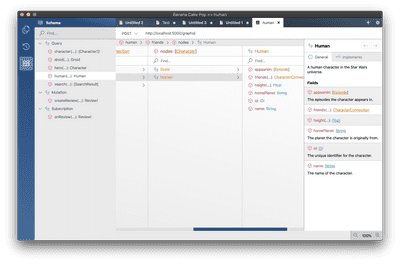 Banana Cake Pop ++ human
Schema
Untitled 2
Test
Untitled 3
Untitled 1
human
Find...
POST
http://localhost:5000/graphql
Query
character(...): [Character!]
droid(...): Droid
hero(...): Character
human(...): Human
search(...): [SearchResult]
Mutation
createReview(...): Review!
Subscription
onReview(...): Review!
human
friends
nodes
Human
nodes: [Human]
Find...
Droid
Human
Human
Find...
appearsIn: [Episode]
friends(...): CharacterConnection
height(...): Float
homePlanet: String
id: ID!
name: String
Human
Definition
Implements
A human character in the Star Wars
universe.
Fields
appearsIn: [Episode]
The episodes the character appears in.
friends(...): CharacterConnection
height(...): Float
homePlanet: String
The planet the character is originally from.
id: ID!
The unique identifier for the character.
name: String
The name of the character.
100%